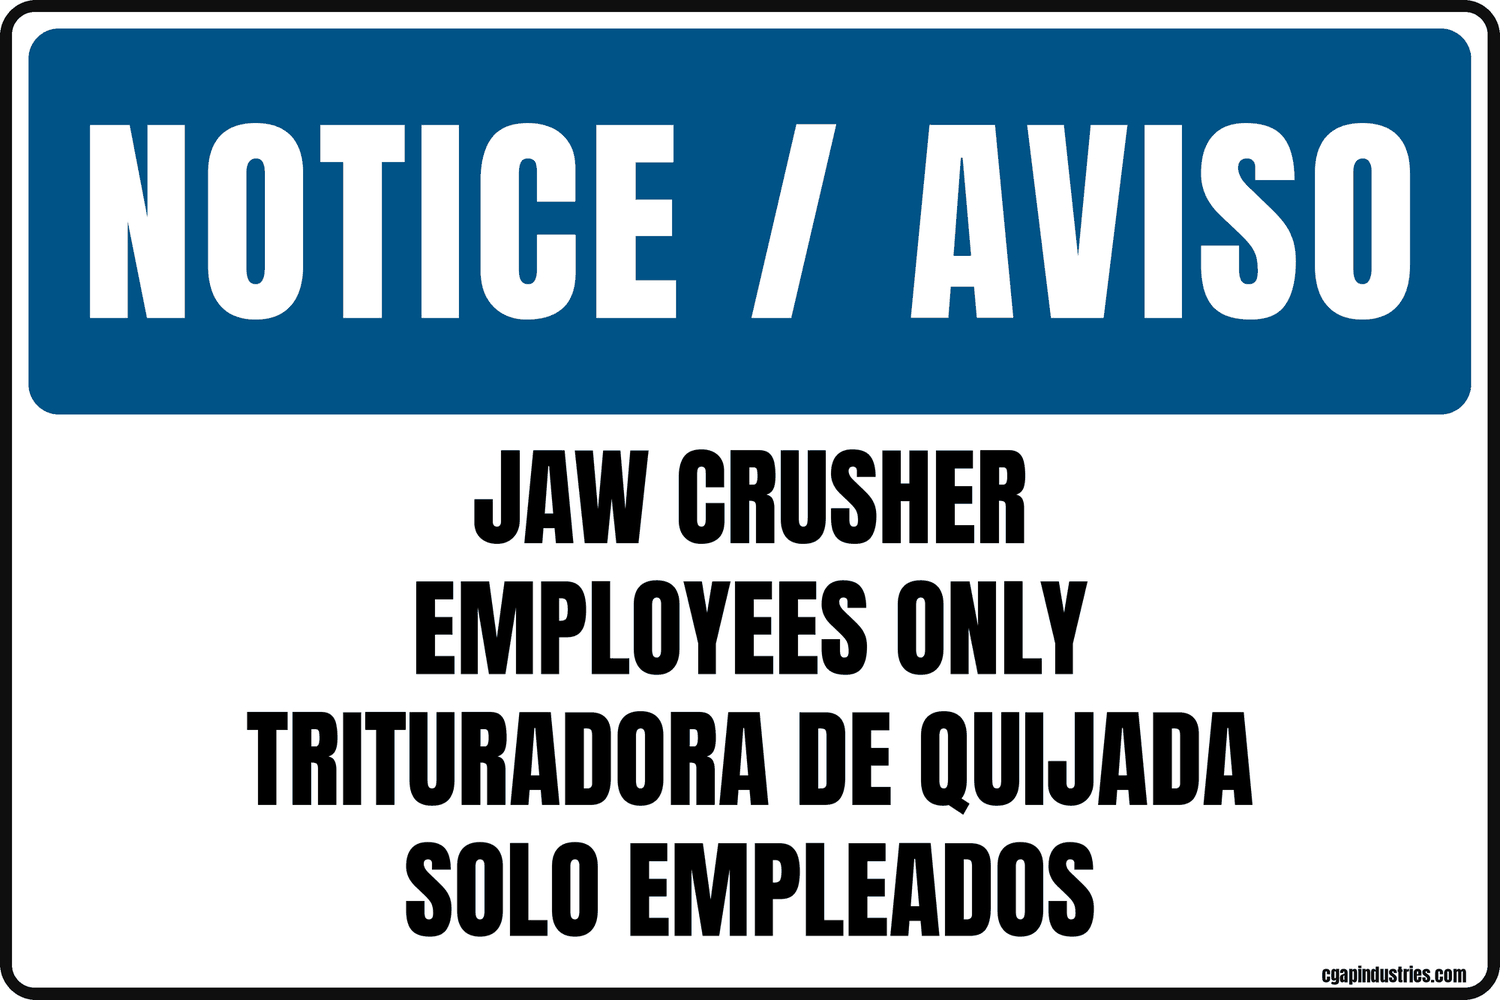 NOTICE / AVISO
JAW CRUSHER
EMPLOYEES ONLY
TRITURADORA DE QUIJADA
SOLO EMPLEADOS
cgapindustries.com